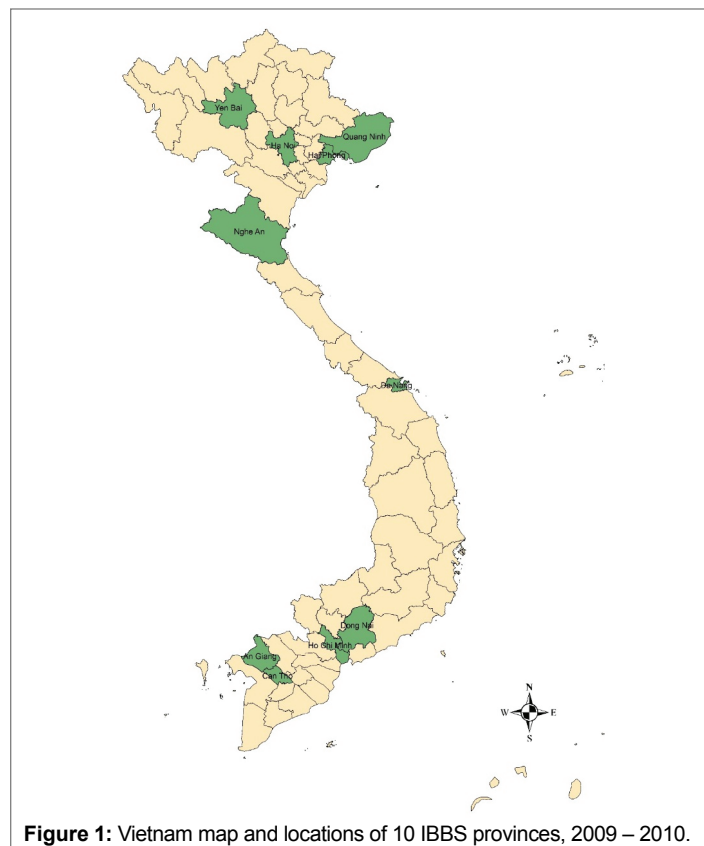 Yen Bai
Quang Ninh
Ha Noi
Hai Phong
Nghe An
Da Nang
Dong Nai
Ho Chi Minh
An Giang
Can Tho
N
W E
S
Figure 1: Vietnam map and locations of 10 IBBS provinces, 2009 – 2010.